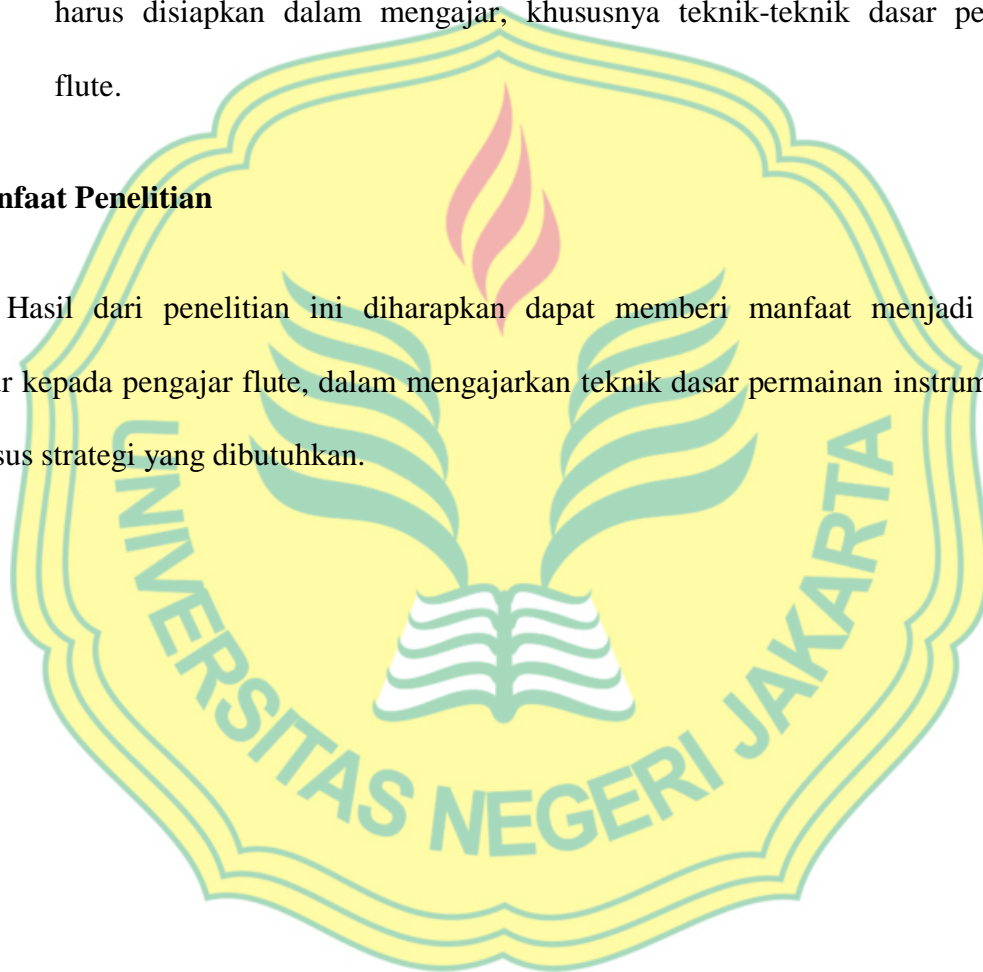 harus disiapkan dalam mengajar, khususnya teknik-teknik dasar pe
flute.
nfaat Penelitian
Hasil dari penelitian ini diharapkan dapat memberi manfaat menjadi
r kepada pengajar flute, dalam mengajarkan teknik dasar permainan instrum
sus strategi yang dibutuhkan.
UNIVERSITAS NEGERI JAKARTA